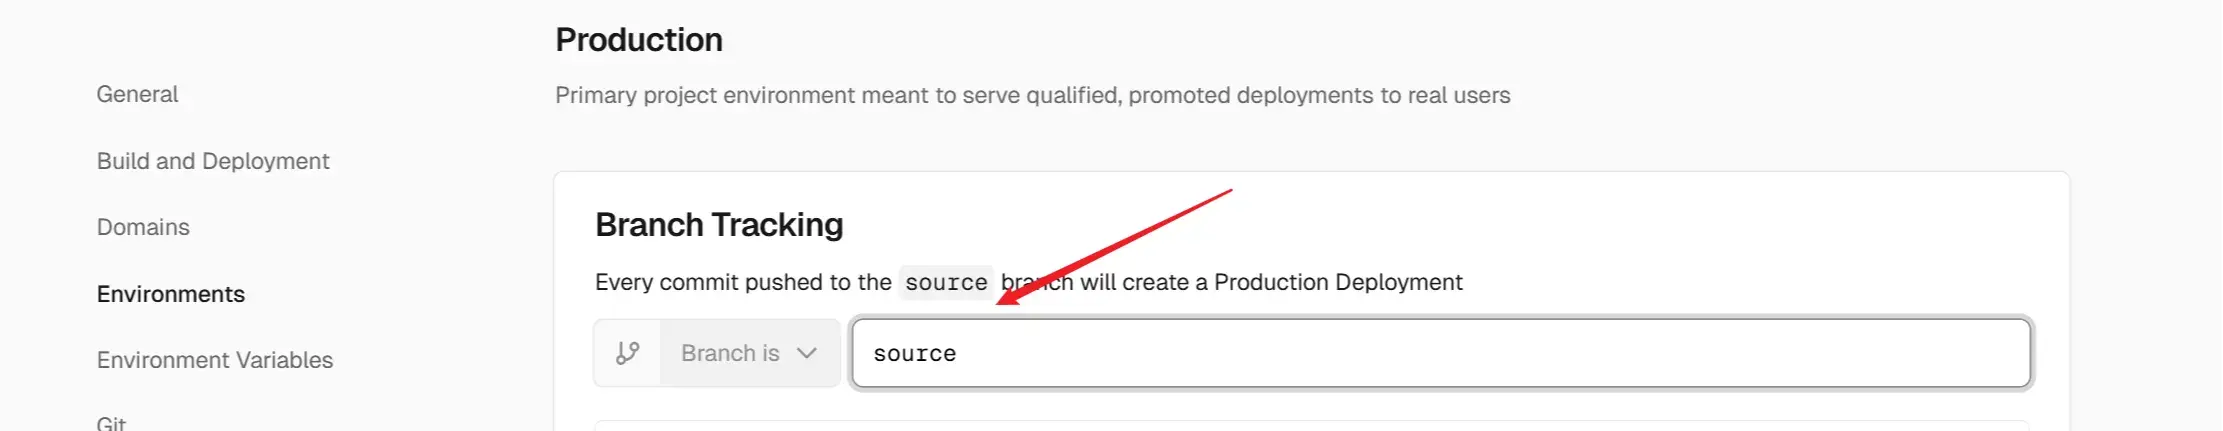 Production
Primary project environment meant to serve qualified, promoted deployments to real users
General
Build and Deployment
Domains
Environments
Environment Variables
Git
Branch Tracking
Every commit pushed to the source branch will create a Production Deployment
Branch is
source